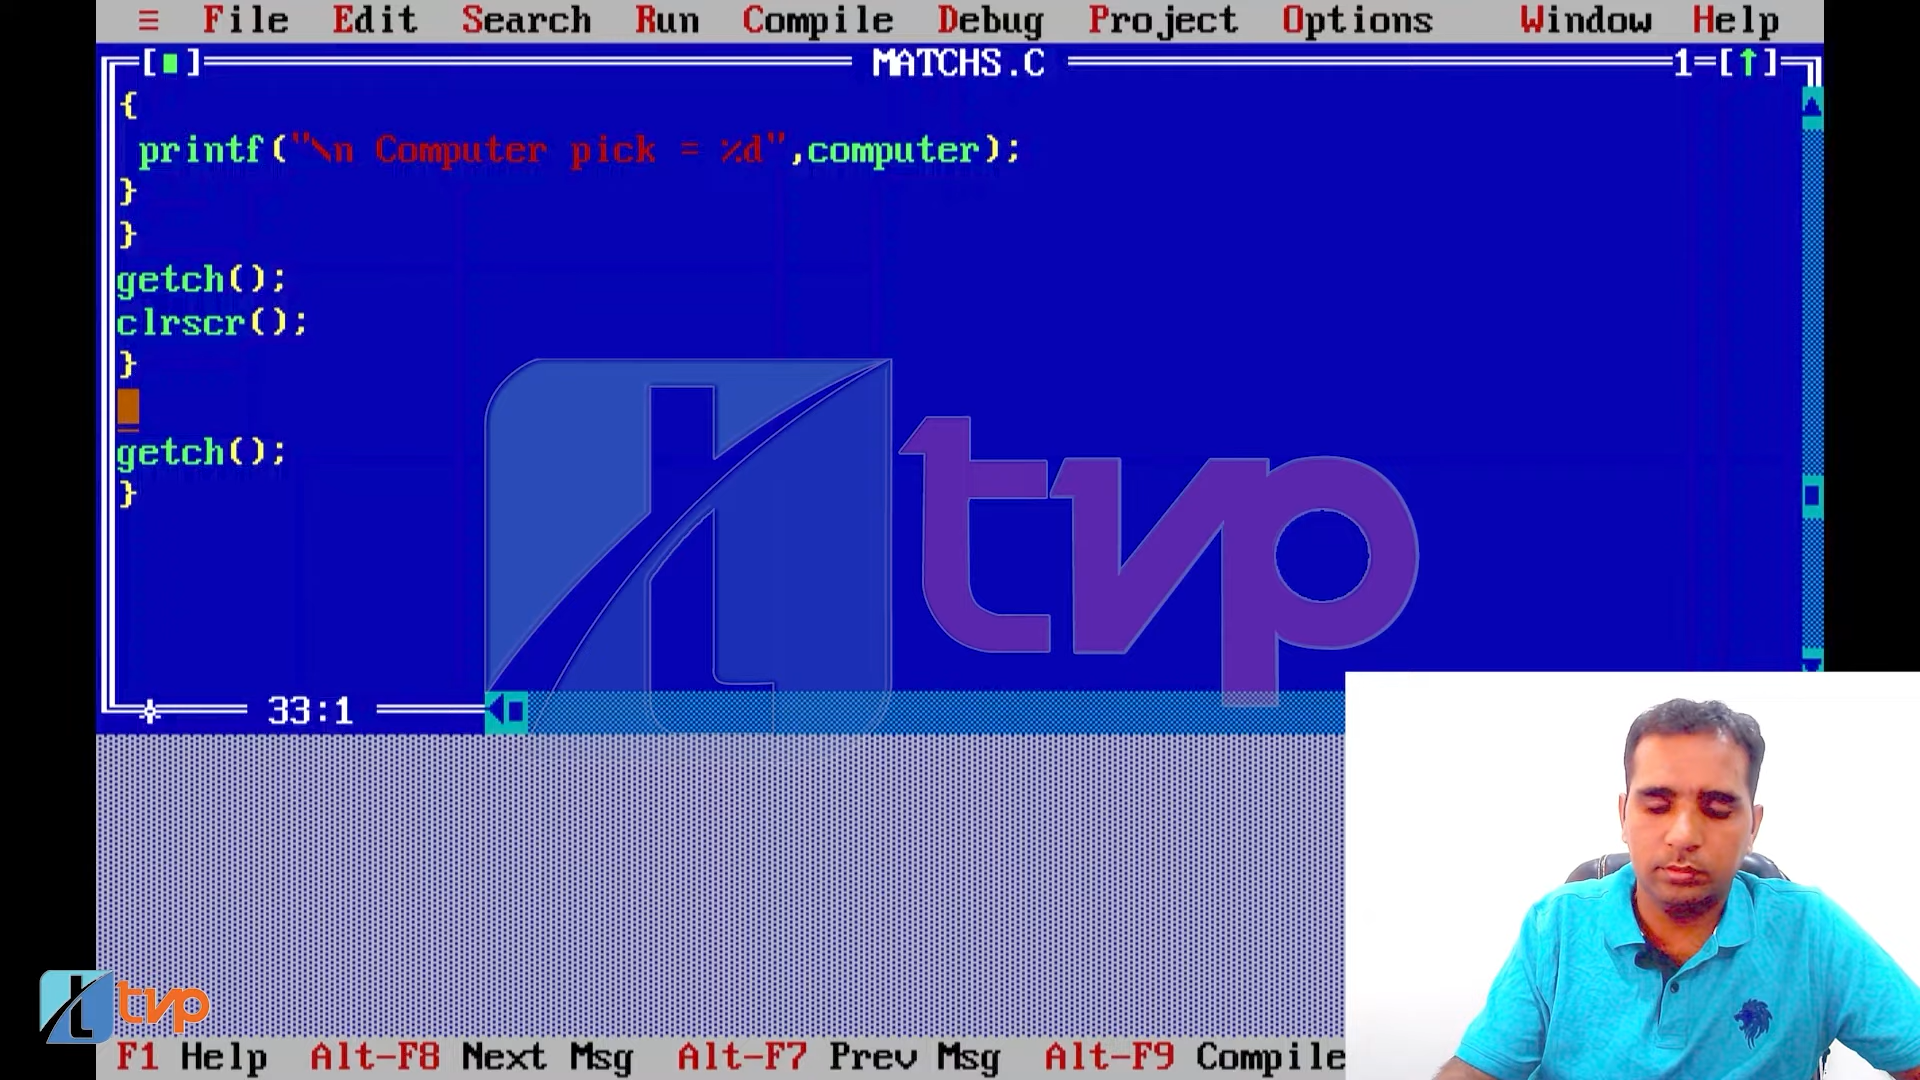 ≡ File Edit Search Run Compile Debug Project Options Window Help
[■] MATCHS.C 1=[↑]
{
printf("\n Computer pick = %d",computer);
}
}
getch();
clrscr();
}
getch();
}
tvp
33:1
tvp
F1 Help Alt-F8 Next Msg Alt-F7 Prev Msg Alt-F9 Compile